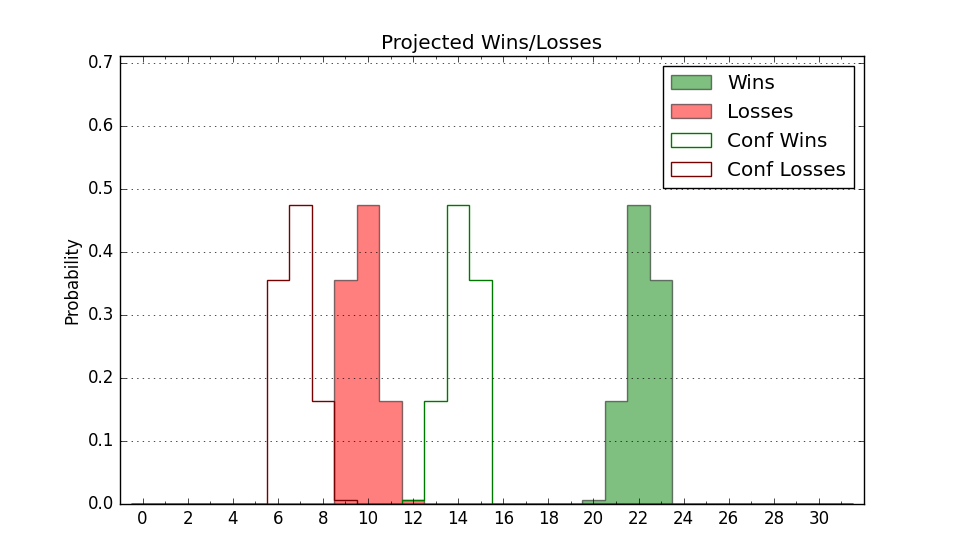 Projected Wins/Losses
0.7
0.6
0.5
0.4
0.3
0.2
0.1
0.0
Probability
Wins
Losses
Conf Wins
Conf Losses
0 2 4 6 8 10 12 14 16 18 20 22 24 26 28 30